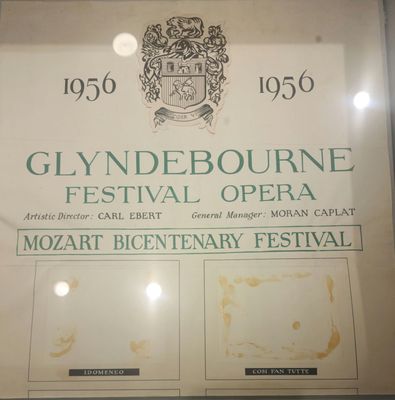 1956 1956
GLYNDEBOURNE
FESTIVAL OPERA
Artistic Director: CARL EBERT General Manager: MORAN CAPLAT
MOZART BICENTENARY FESTIVAL
IDOMENEO COSI FAN TUTTE